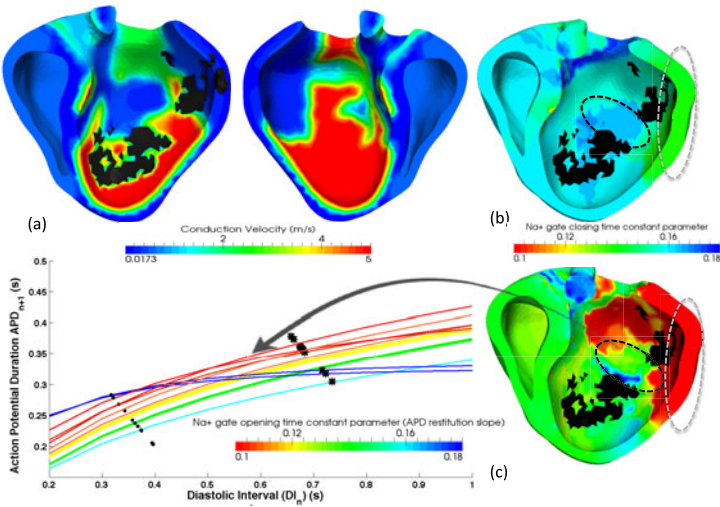 (a)
(b)
Conduction Velocity (m/s)
0.0173 2 4 5
Na+ gate closing time constant parameter
0.1 0.12 0.16 0.18
Action Potential Duration APDn+1 (s)
0.5
0.45
0.4
0.35
0.3
0.25
0.2
Na+ gate opening time constant parameter (APD restitution slope)
0.1 0.12 0.16 0.18
0.2 0.3 0.4 0.5 0.6 0.7 0.8 0.9 1
Diastolic Interval (DIn) (s)
(c)